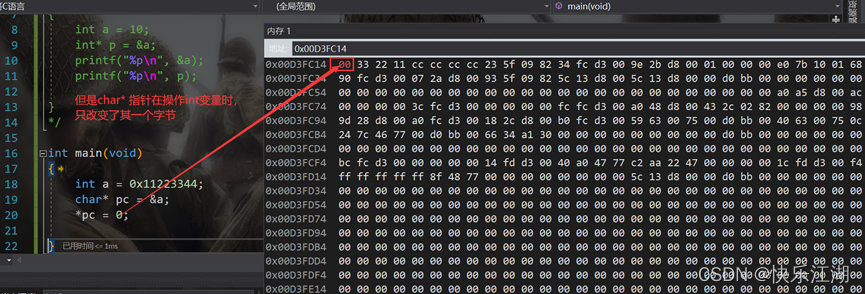 C语言
(全局范围)
main(void)
8 int a = 10;
9 int* p = &a;
10 printf("%p\n", &a);
11 printf("%p\n", p);
12 但是char* 指针在操作int变量时,
13 } 只改变了其一个字节
14 */
15
16 int main(void)
17 {
18 int a = 0x11223344;
19 char* pc = &a;
20 *pc = 0;
21
22 } 已用时间 <= 1ms
内存 1
地址: 0x00D3FC14
0x00D3FC14 00 33 22 11 cc cc cc cc 23 5f 09 82 34 fc d3 00 9e 2b d8 00 01 00 00 00 e0 7b 10 01 68
0x00D3FC34 00 fc d3 00 07 2a d8 00 93 5f 09 82 5c 13 d8 00 5c 13 d8 00 00 d0 bb 00 00 00 00 00 00
0x00D3FC54 00 00 00 00 00 00 00 00 00 00 00 00 00 00 00 00 00 00 00 00 00 00 00 00 a0 a5 d8 00 ac
0x00D3FC74 00 00 00 00 3c fc d3 00 00 00 00 00 fc fc d3 00 a0 48 d8 00 43 2c 02 82 00 00 00 00 98
0x00D3FC94 9d 28 d8 00 a0 fc d3 00 18 2c d8 00 b0 fc d3 00 59 63 00 75 00 d0 bb 00 40 63 00 75 0c
0x00D3FCB4 24 7c 46 77 00 d0 bb 00 66 34 a1 30 00 00 00 00 00 00 00 00 00 00 00 00 00 00 00 00 00
0x00D3FCD4 00 00 00 00 00 00 00 00 00 00 00 00 00 00 00 00 00 00 00 00 00 00 00 00 00 00 00 00 00
0x00D3FCF4 bc fc d3 00 00 00 00 00 14 fd d3 00 40 a0 47 77 c2 aa 22 47 00 00 00 00 1c fd d3 00 f4
0x00D3FD14 ff ff ff ff 8f 48 77 00 00 00 00 00 00 00 00 00 5c 13 d8 00 00 d0 bb 00 00 00 00 00 00
0x00D3FD34 00 00 00 00 00 00 00 00 00 00 00 00 00 00 00 00 00 00 00 00 00 00 00 00 00 00 00 00 00
0x00D3FD54 00 00 00 00 00 00 00 00 00 00 00 00 00 00 00 00 00 00 00 00 00 00 00 00 00 00 00 00 00
0x00D3FD74 00 00 00 00 00 00 00 00 00 00 00 00 00 00 00 00 00 00 00 00 00 00 00 00 00 00 00 00 00
0x00D3FD94 00 00 00 00 00 00 00 00 00 00 00 00 00 00 00 00 00 00 00 00 00 00 00 00 00 00 00 00 00
0x00D3FDB4 00 00 00 00 00 00 00 00 00 00 00 00 00 00 00 00 00 00 00 00 00 00 00 00 00 00 00 00 00
0x00D3FDD4 00 00 00 00 00 00 00 00 00 00 00 00 00 00 00 00 00 00 00 00 00 00 00 00 00 00 00 00 00
0x00D3FDF4 00 00 00 00 00 00 00 00 00 00 00 00 00 00 00 00 00 00 00 00 00
0x00D3FE14 00 00 00 00 00 00 00 00 00 00 00 00 00 00 00 00 00 00 00 00 00 00 00 00 00 00 00 00 00
CSDN @快乐江湖